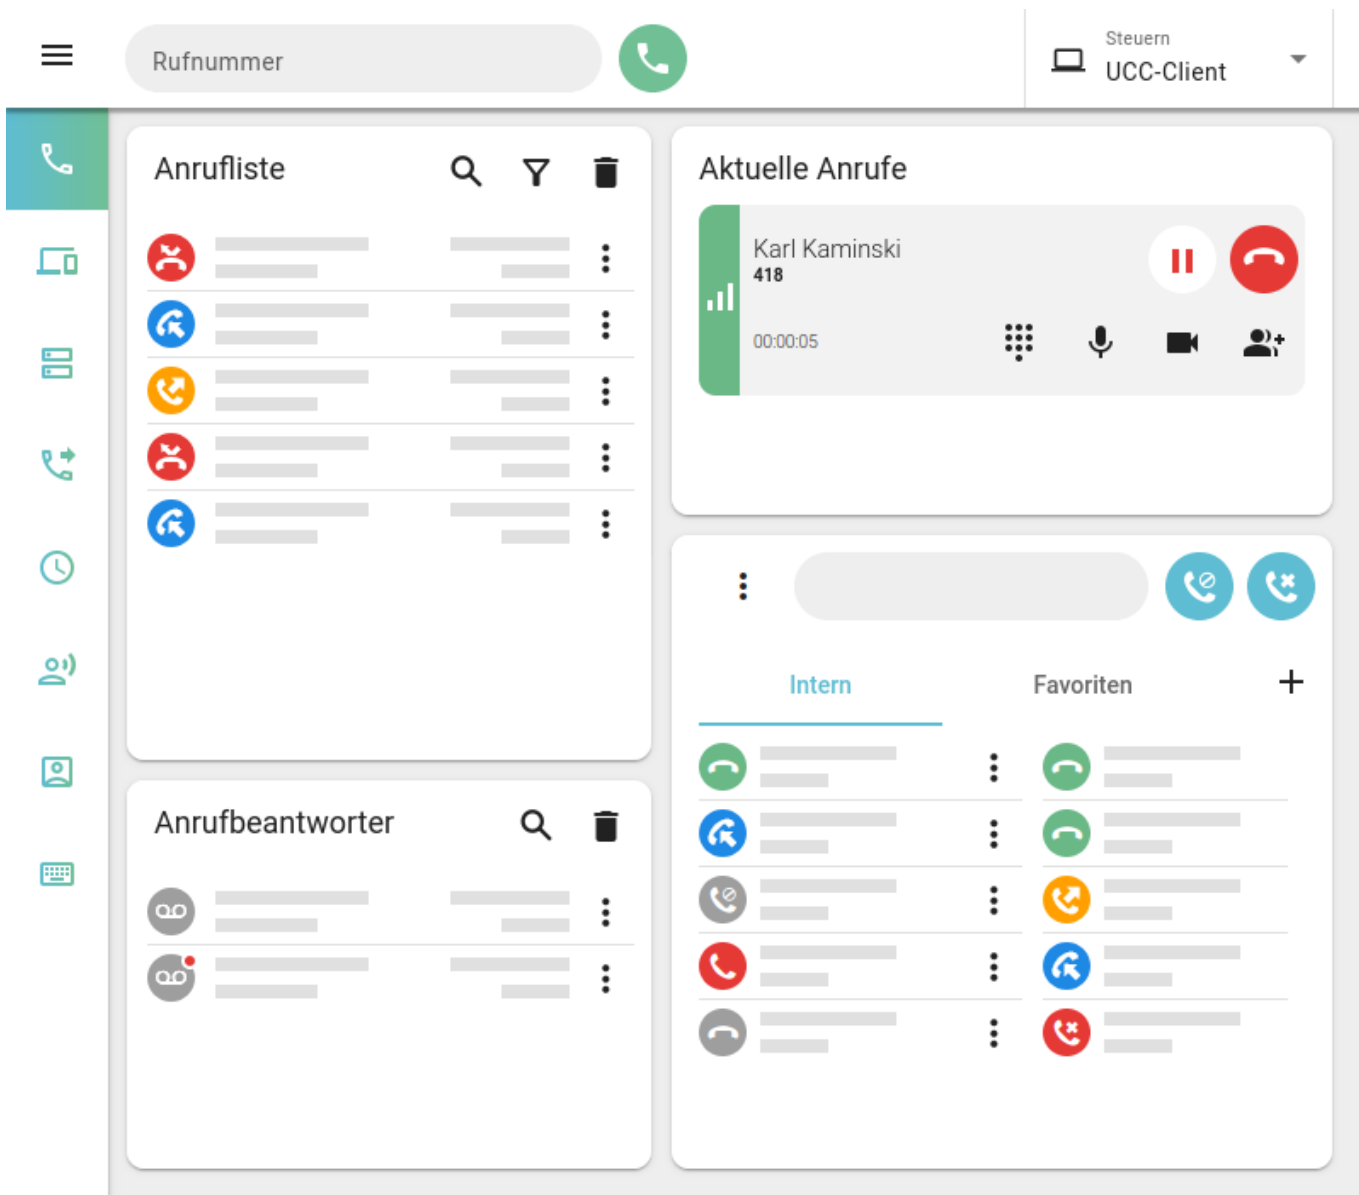 Rufnummer
Steuern
UCC-Client
Anrufliste
Aktuelle Anrufe
Karl Kaminski
418
00:00:05
Intern
Favoriten
Anrufbeantworter